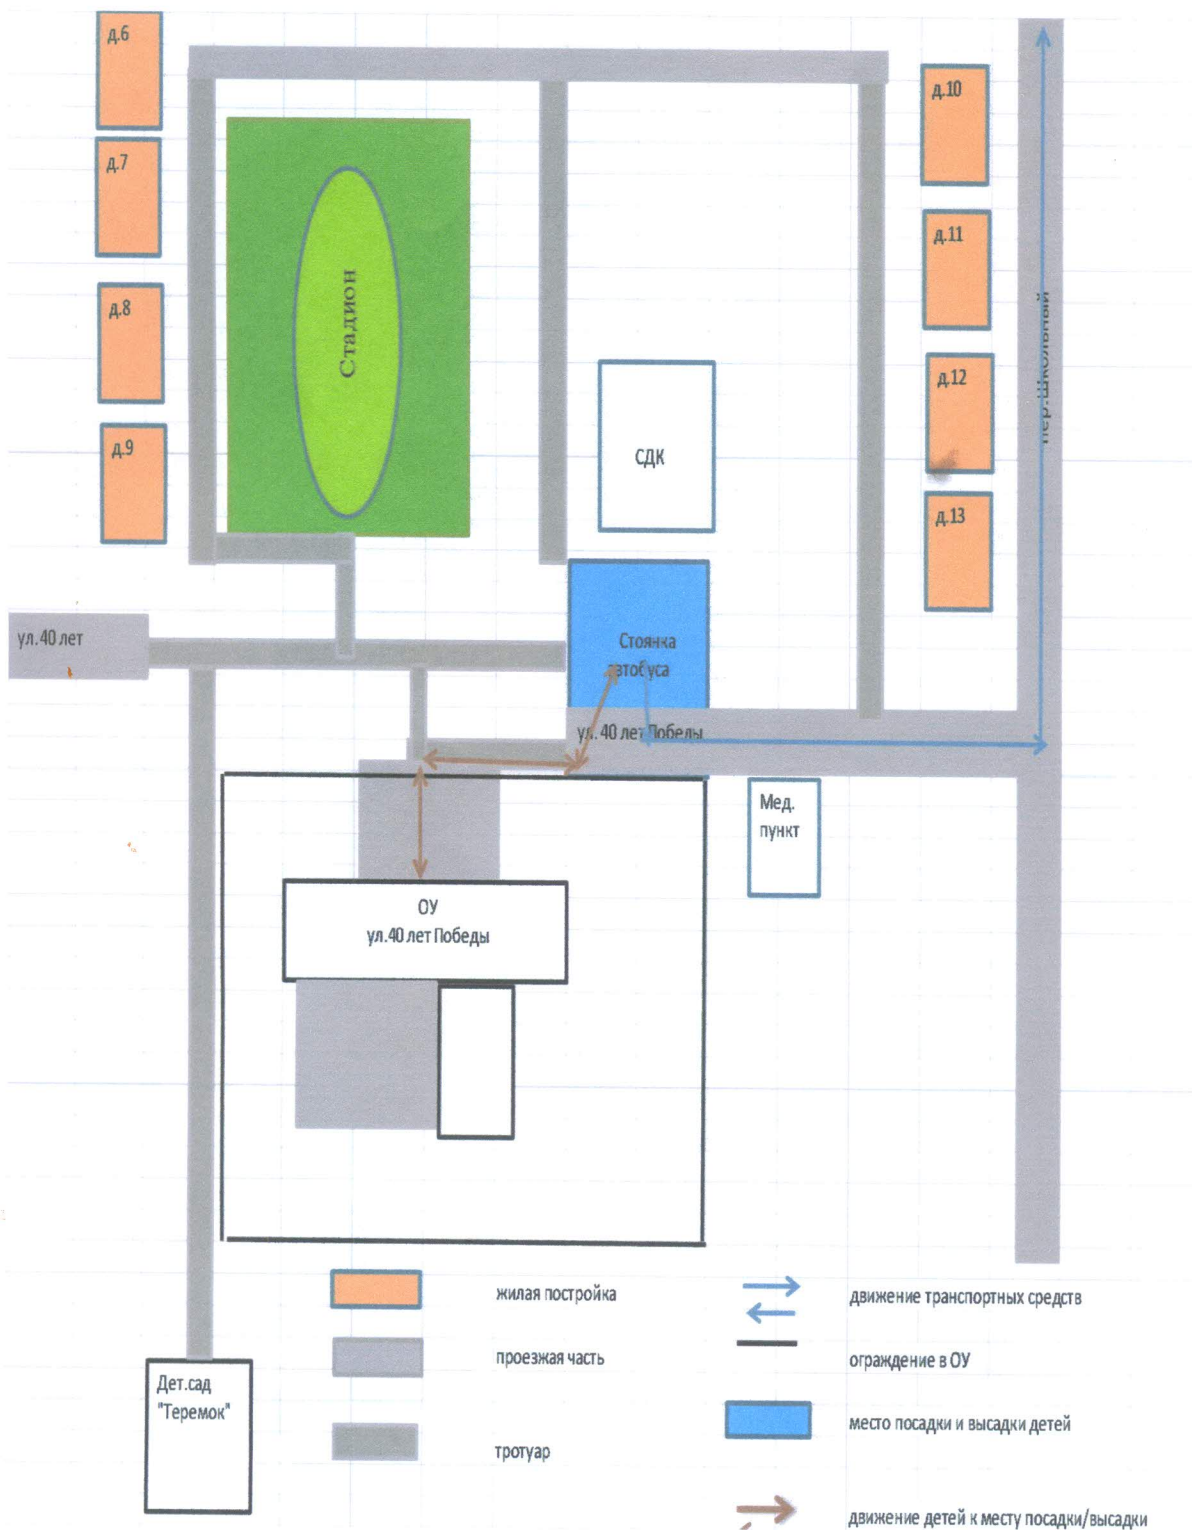 д.6
д.7
д.8
д.9
Стадион
д.10
д.11
д.12
д.13
пер.школьный
СДК
Стоянка
автобуса
ул.40 лет
ул. 40 лет Победы
Мед.
пункт
ОУ
ул.40 лет Победы
Дет.сад
"Теремок"
жилая постройка
проезжая часть
тротуар
движение транспортных средств
ограждение в ОУ
место посадки и высадки детей
движение детей к месту посадки/высадки